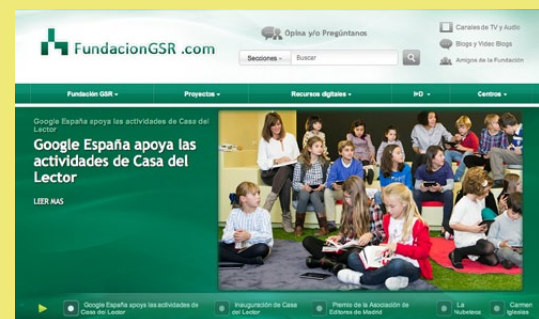 FundacionGSR .com
Opina y/o Pregúntanos
Secciones
Buscar
Canales de TV y Audio
Blogs y Video Blogs
Amigos de la Fundación
Fundación GSR
Proyectos
Recursos digitales
I+D
Centros
Google España apoya las actividades de Casa del
Lector
Google España apoya las
actividades de Casa del
Lector
LEER MAS
Google España apoya las actividades de
Casa del Lector
Inauguración de Casa
del Lector
Premio de la Asociación de
Editores de Madrid
La
Nubeteca
Carmen
Iglesias